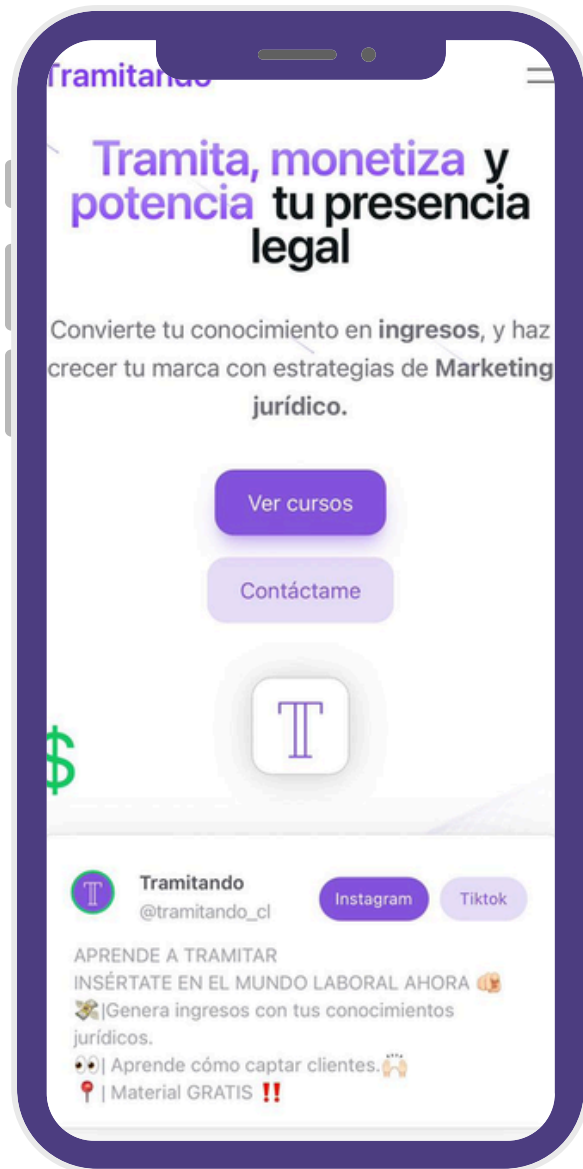 Tramitando
Tramita, monetiza y
potencia tu presencia
legal
Convierte tu conocimiento en ingresos, y haz
crecer tu marca con estrategias de Marketing
jurídico.
Ver cursos
Contáctame
T
$
T
Tramitando
@tramitando_cl
Instagram
Tiktok
APRENDE A TRAMITAR
INSÉRTATE EN EL MUNDO LABORAL AHORA 🫵🏻
💸|Genera ingresos con tus conocimientos
jurídicos.
👀| Aprende cómo captar clientes.🙌🏻
📍| Material GRATIS ‼️